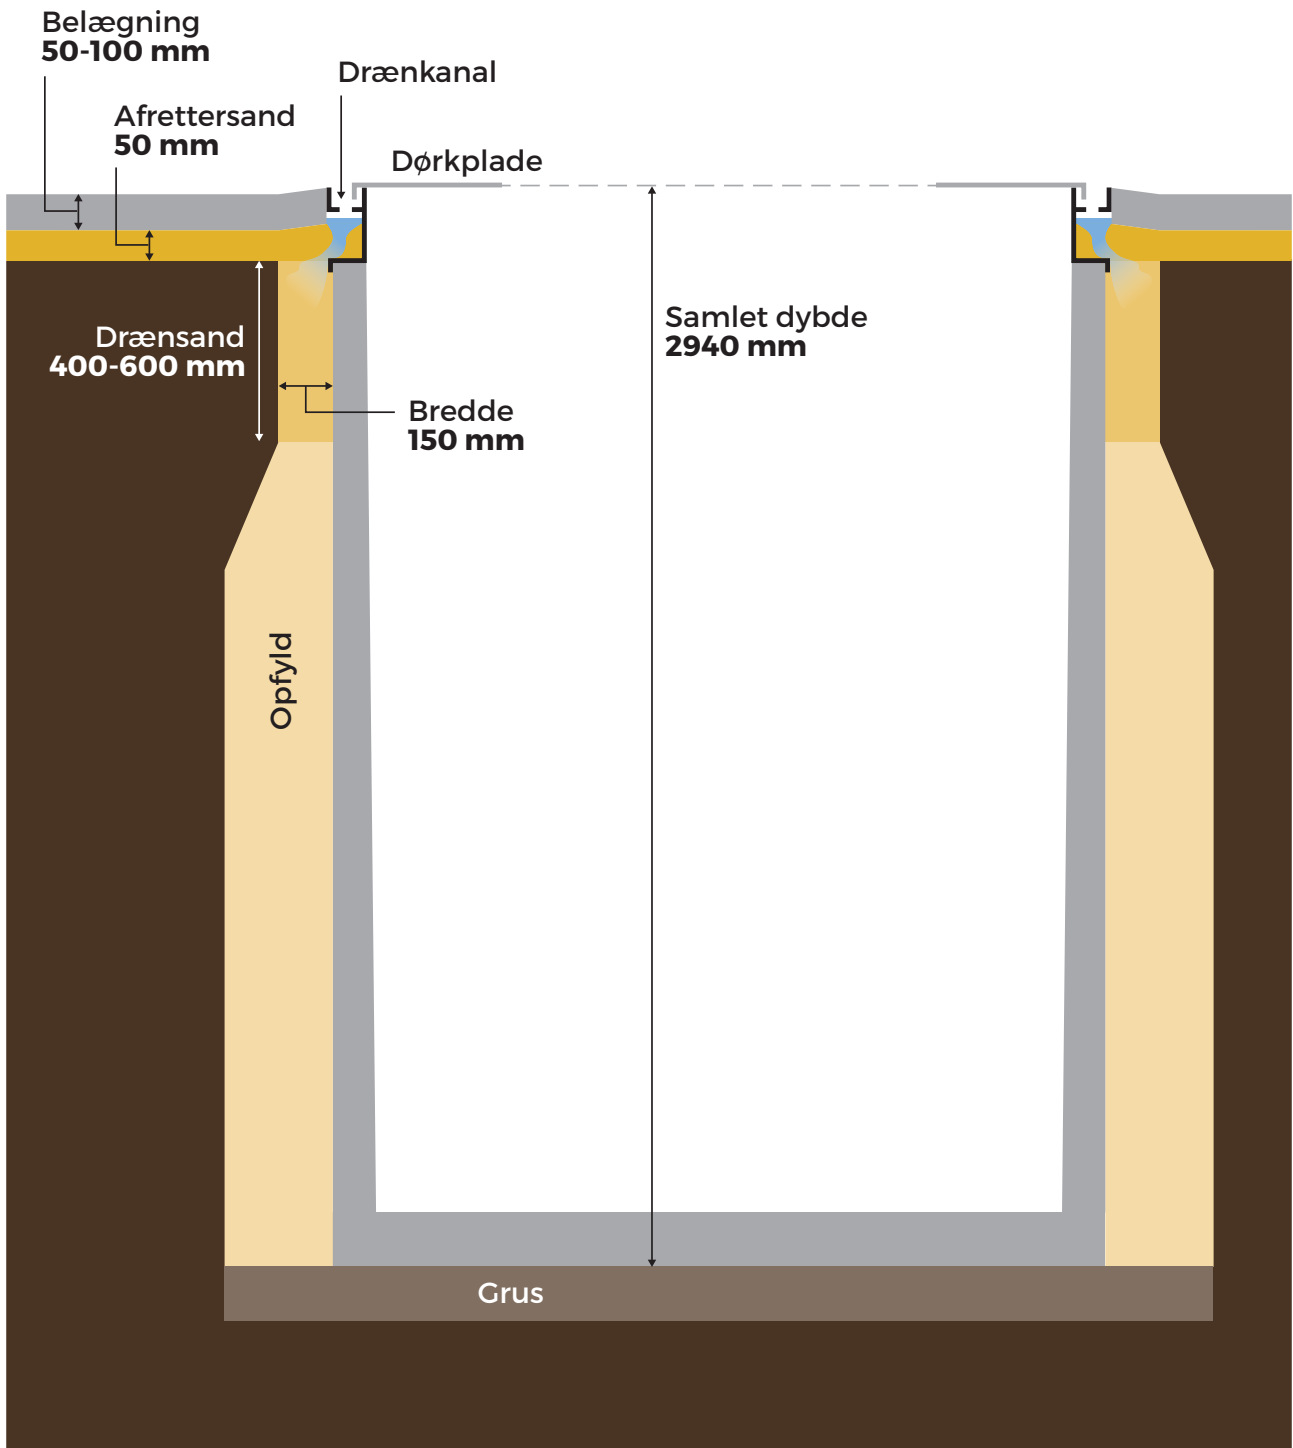 Belægning
50-100 mm
Drænkanal
Afrettersand
50 mm
Dørkplade
Samlet dybde
2940 mm
Drænsand
400-600 mm
Bredde
150 mm
Opfyld
Grus